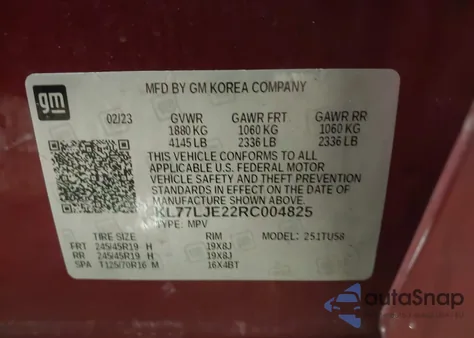 gm
MFD BY GM KOREA COMPANY
02/23 GVWR GAWR FRT GAWR RR
1880 KG 1060 KG 1060 KG
4145 LB 2336 LB 2336 LB
THIS VEHICLE CONFORMS TO ALL
APPLICABLE U.S. FEDERAL MOTOR
VEHICLE SAFETY AND THEFT PREVENTION
STANDARDS IN EFFECT ON THE DATE OF
MANUFACTURE SHOWN ABOVE.
KL77LJE22RC004825
TYPE: MPV
TIRE SIZE RIM MODEL: 251TU58
FRT 245/45R19 H 19X8J
RR 245/45R19 H 19X8J
SPA T125/70R16 M 16X4BT
autaSnap